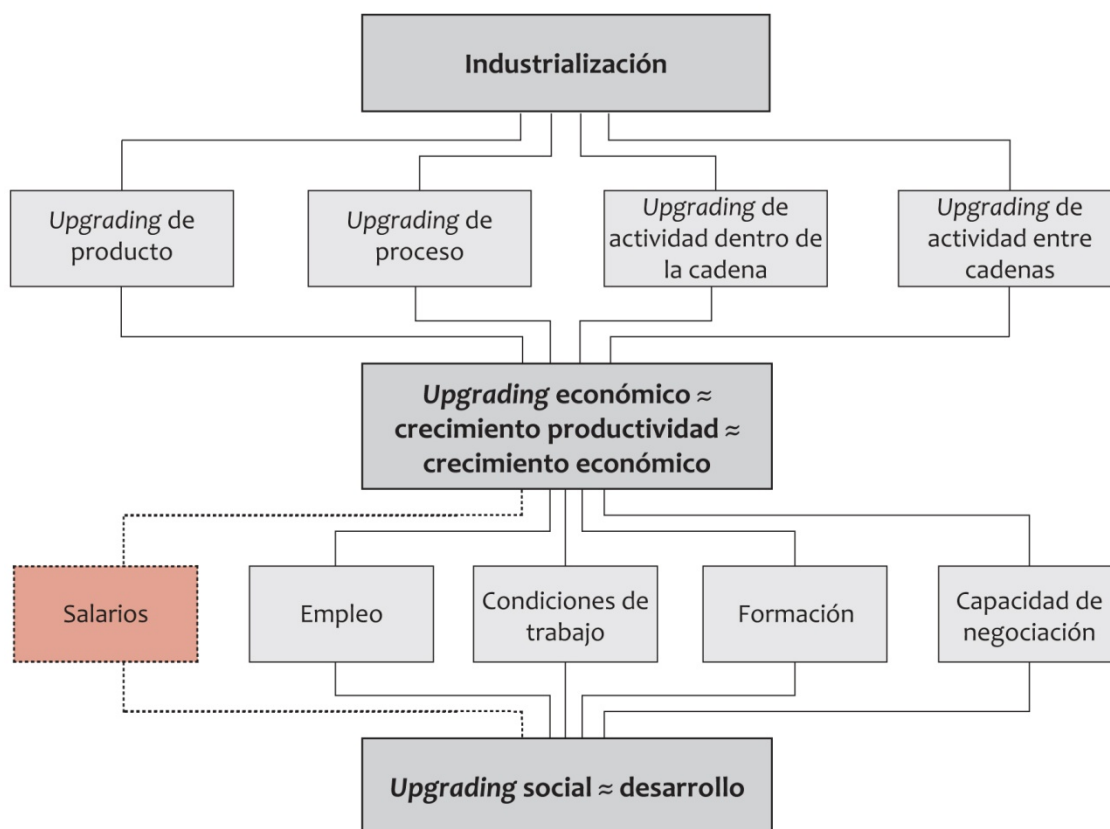 Industrialización
Upgrading de
producto
Upgrading de
proceso
Upgrading de
actividad dentro de
la cadena
Upgrading de
actividad entre
cadenas
Upgrading económico ≈
crecimiento productividad ≈
crecimiento económico
Salarios
Empleo
Condiciones de
trabajo
Formación
Capacidad de
negociación
Upgrading social ≈ desarrollo